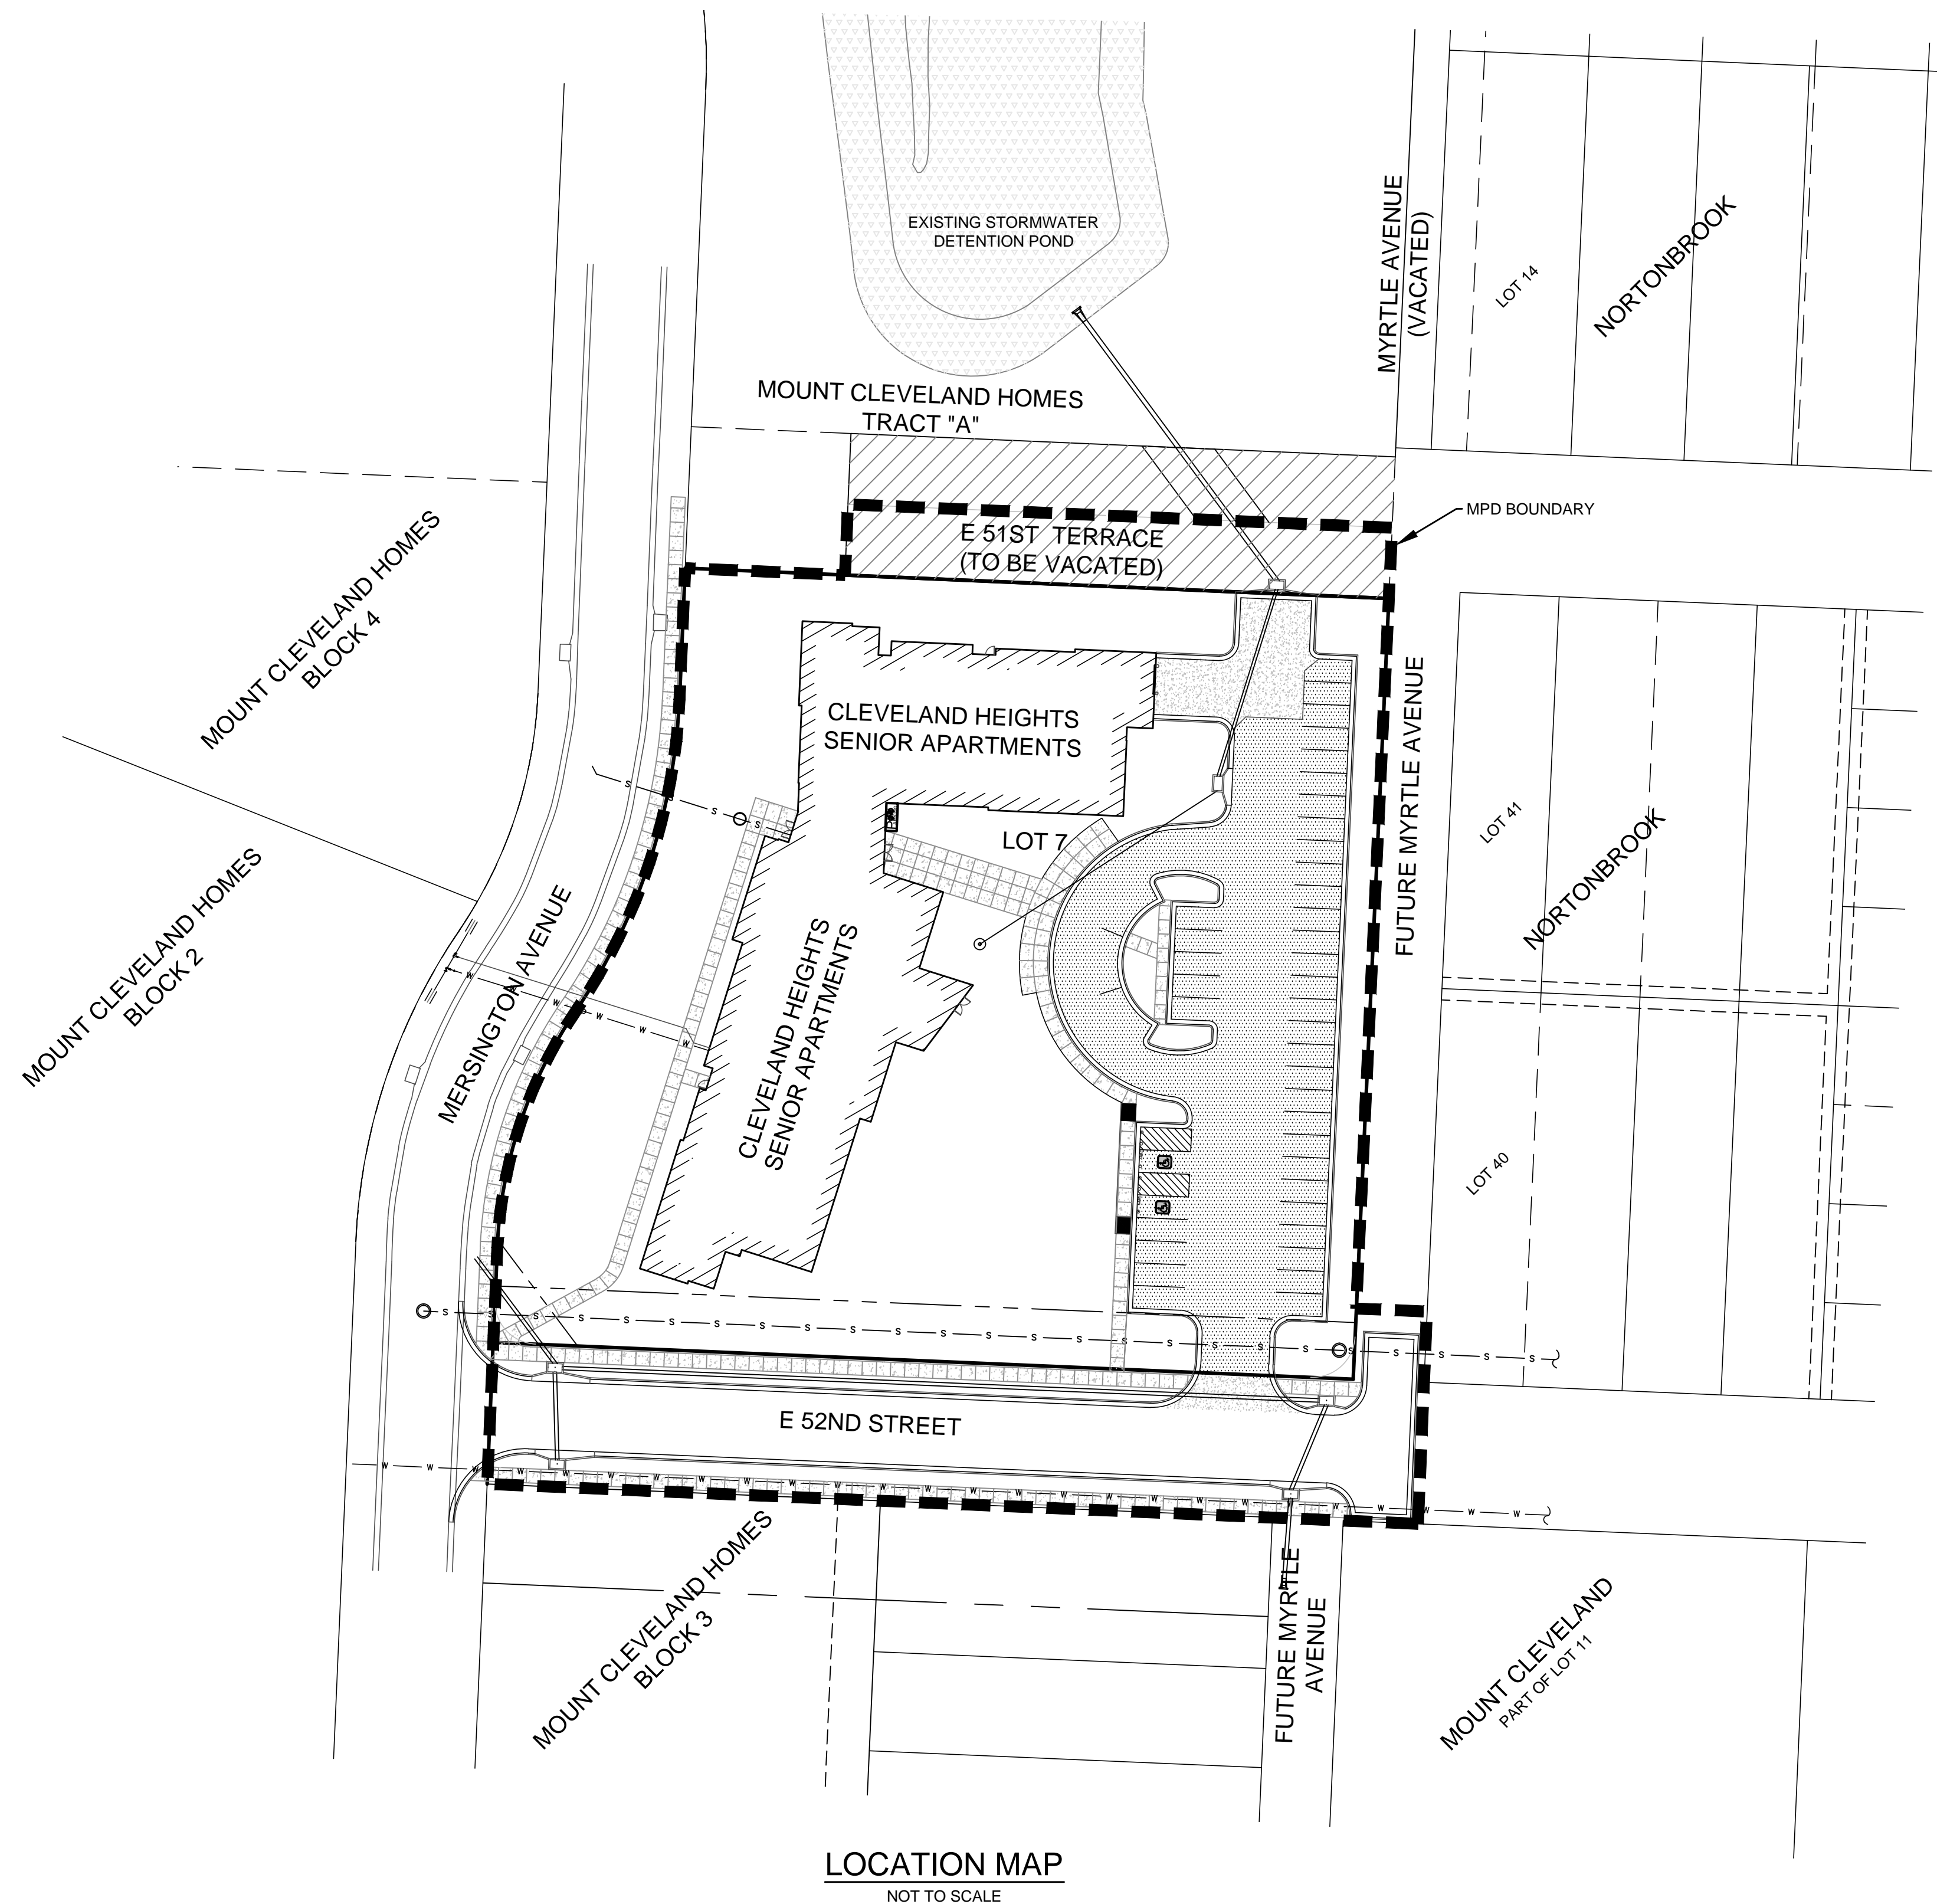 EXISTING STORMWATER
DETENTION POND
MYRTLE AVENUE
(VACATED)
LOT 14
NORTONBROOK
MOUNT CLEVELAND HOMES
TRACT "A"
MPD BOUNDARY
E 51ST TERRACE
(TO BE VACATED)
MOUNT CLEVELAND HOMES
BLOCK 4
CLEVELAND HEIGHTS
SENIOR APARTMENTS
FUTURE MYRTLE AVENUE
LOT 7
LOT 41
NORTONBROOK
MOUNT CLEVELAND HOMES
BLOCK 2
MERSINGTON AVENUE
CLEVELAND HEIGHTS
SENIOR APARTMENTS
LOT 40
S S S
W W W W W
S S S S S S S S S S S S S S S S S S S S S S S S
E 52ND STREET
W W W W W W W W W W W W W W W W W W W W W W W W W W
MOUNT CLEVELAND HOMES
BLOCK 3
FUTURE MYRTLE
AVENUE
MOUNT CLEVELAND
PART OF LOT 11
LOCATION MAP
NOT TO SCALE